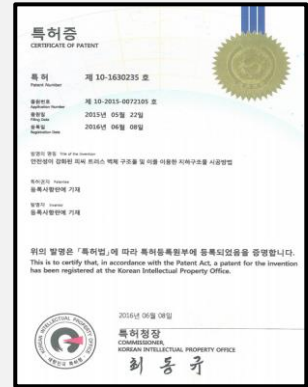 특허증
CERTIFICATE OF PATENT
특 허 제 10-1630235 호
Patent Number
출원번호 제 10-2015-0072105 호
Application Number
출원일 2015년 05월 22일
Filing Date
등록일 2016년 06월 08일
Registration Date
발명의 명칭 Title of the Invention
안전성이 강화된 피씨 트러스 벽체 구조물 및 이를 이용한 지하구조물 시공방법
특허권자 Patentee
등록사항란에 기재
발명자 Inventor
등록사항란에 기재
위의 발명은 「특허법」에 따라 특허등록원부에 등록되었음을 증명합니다.
This is to certify that, in accordance with the Patent Act, a patent for the invention
has been registered at the Korean Intellectual Property Office.
2016년 06월 08일
특허청장
COMMISSIONER,
KOREAN INTELLECTUAL PROPERTY OFFICE
최동규